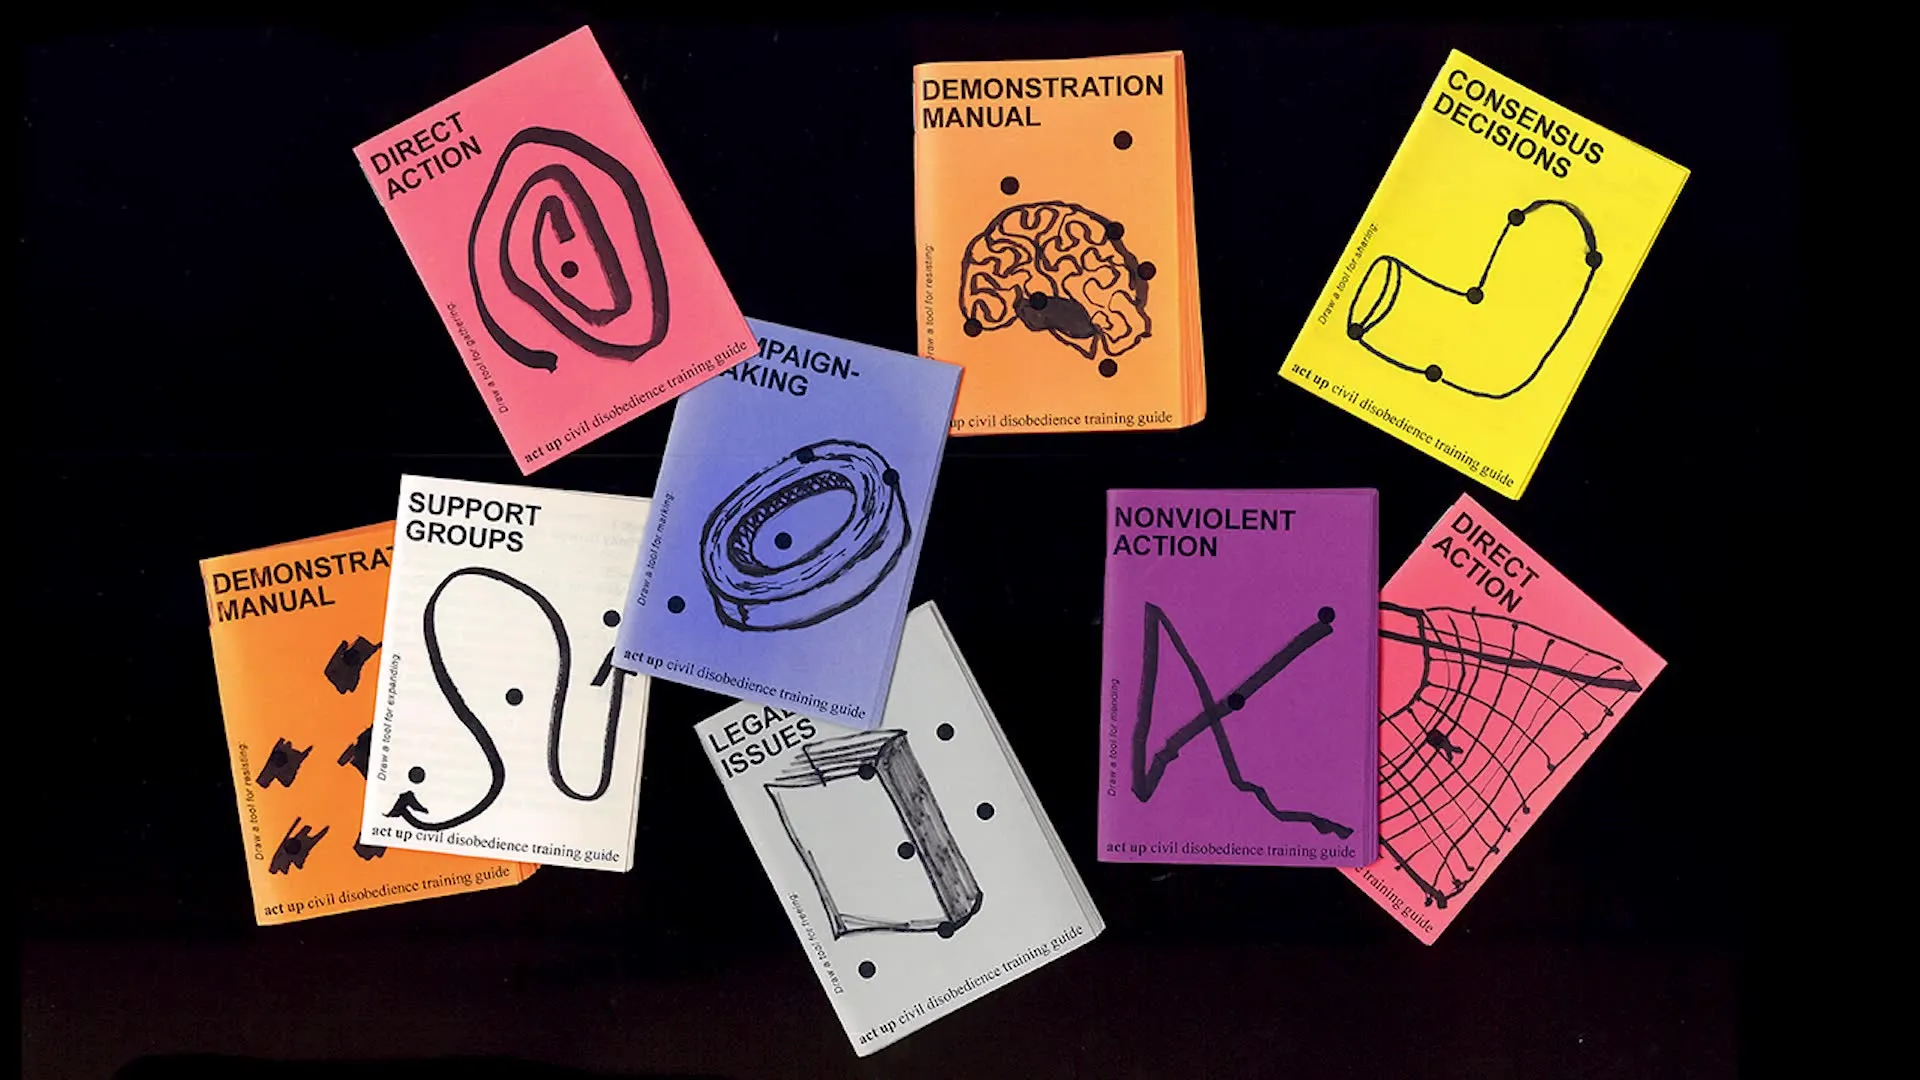 DIRECT
ACTION
Draw a tool for gathering:
act up civil disobedience training guide
DEMONSTRATION
MANUAL
Draw a tool for resisting:
up civil disobedience training guide
CONSENSUS
DECISIONS
Draw a tool for sharing:
act up civil disobedience training guide
MPAIGN-
AKING
Draw a tool for marking:
act up civil disobedience training guide
SUPPORT
GROUPS
Draw a tool for expanding
act up civil disobedience training guide
DEMONSTRAT
MANUAL
Draw a tool for resisting:
act up civil disobedience training guide
LEGAL
ISSUES
Draw a tool for freeing:
act up civil disobedience training guide
NONVIOLENT
ACTION
Draw a tool for mending
act up civil disobedience training guide
DIRECT
ACTION
training guide